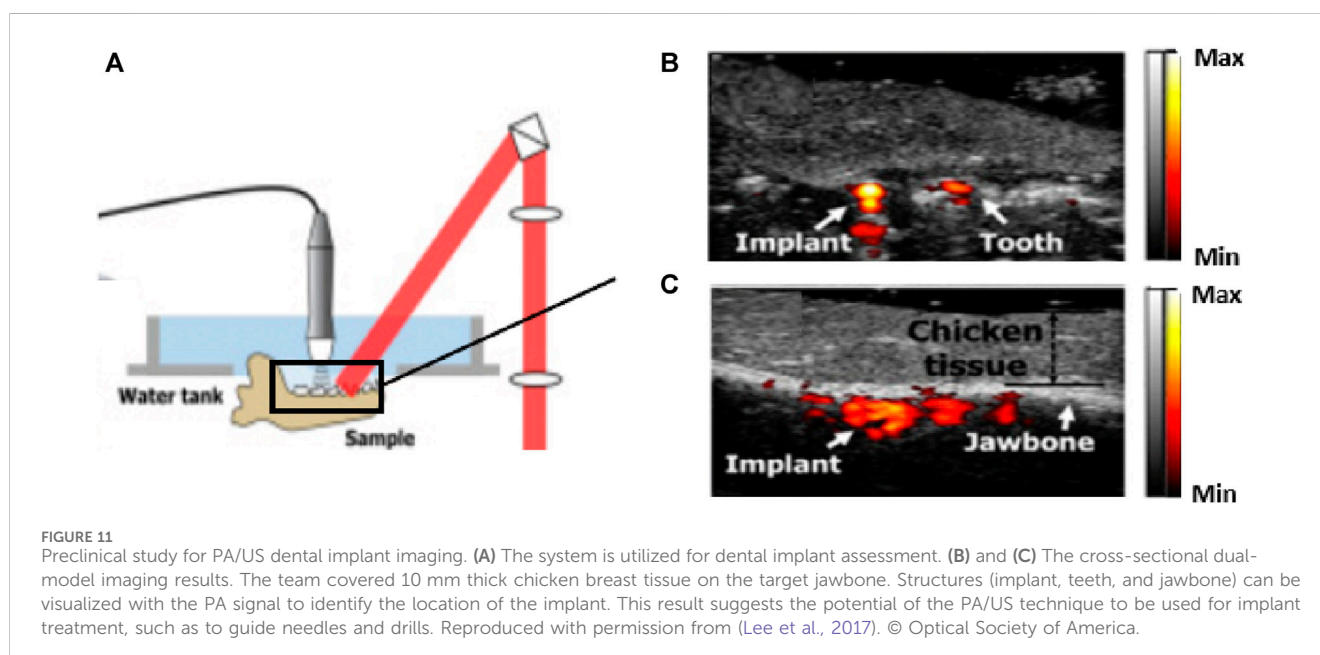 A
Water tank
Sample
B
Implant
Tooth
Max
Min
C
Chicken
tissue
Implant
Jawbone
Max
Min
FIGURE 11
Preclinical study for PA/US dental implant imaging. (A) The system is utilized for dental implant assessment. (B) and (C) The cross-sectional dual-
model imaging results. The team covered 10 mm thick chicken breast tissue on the target jawbone. Structures (implant, teeth, and jawbone) can be
visualized with the PA signal to identify the location of the implant. This result suggests the potential of the PA/US technique to be used for implant
treatment, such as to guide needles and drills. Reproduced with permission from (Lee et al., 2017). © Optical Society of America.